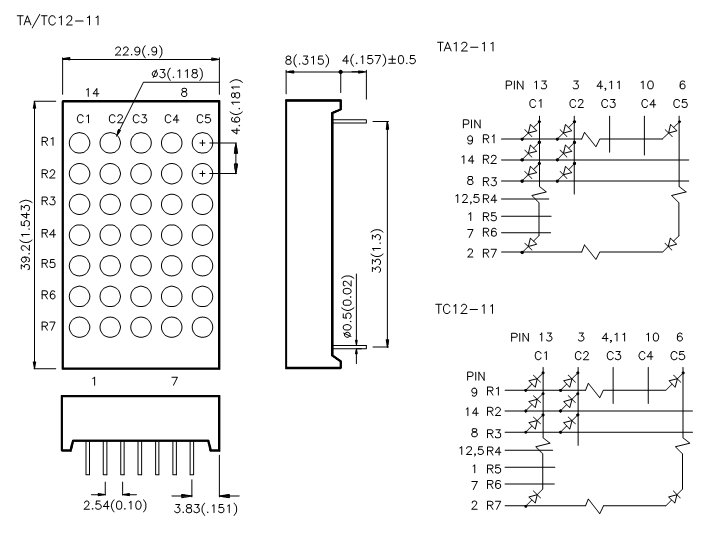 TA/TC12-11
22.9(.9)
ø3(.118)
14 8
C1 C2 C3 C4 C5
R1
R2
R3
R4
R5
R6
R7
4.6(.181)
39.2(1.543)
1 7
2.54(0.10)
3.83(.151)
8(.315) 4(.157)±0.5
33(1.3)
ø0.5(0.02)
TA12-11
PIN 13 3 4,11 10 6
C1 C2 C3 C4 C5
PIN
9 R1
14 R2
8 R3
12,5 R4
1 R5
7 R6
2 R7
TC12-11
PIN 13 3 4,11 10 6
C1 C2 C3 C4 C5
PIN
9 R1
14 R2
8 R3
12,5 R4
1 R5
7 R6
2 R7